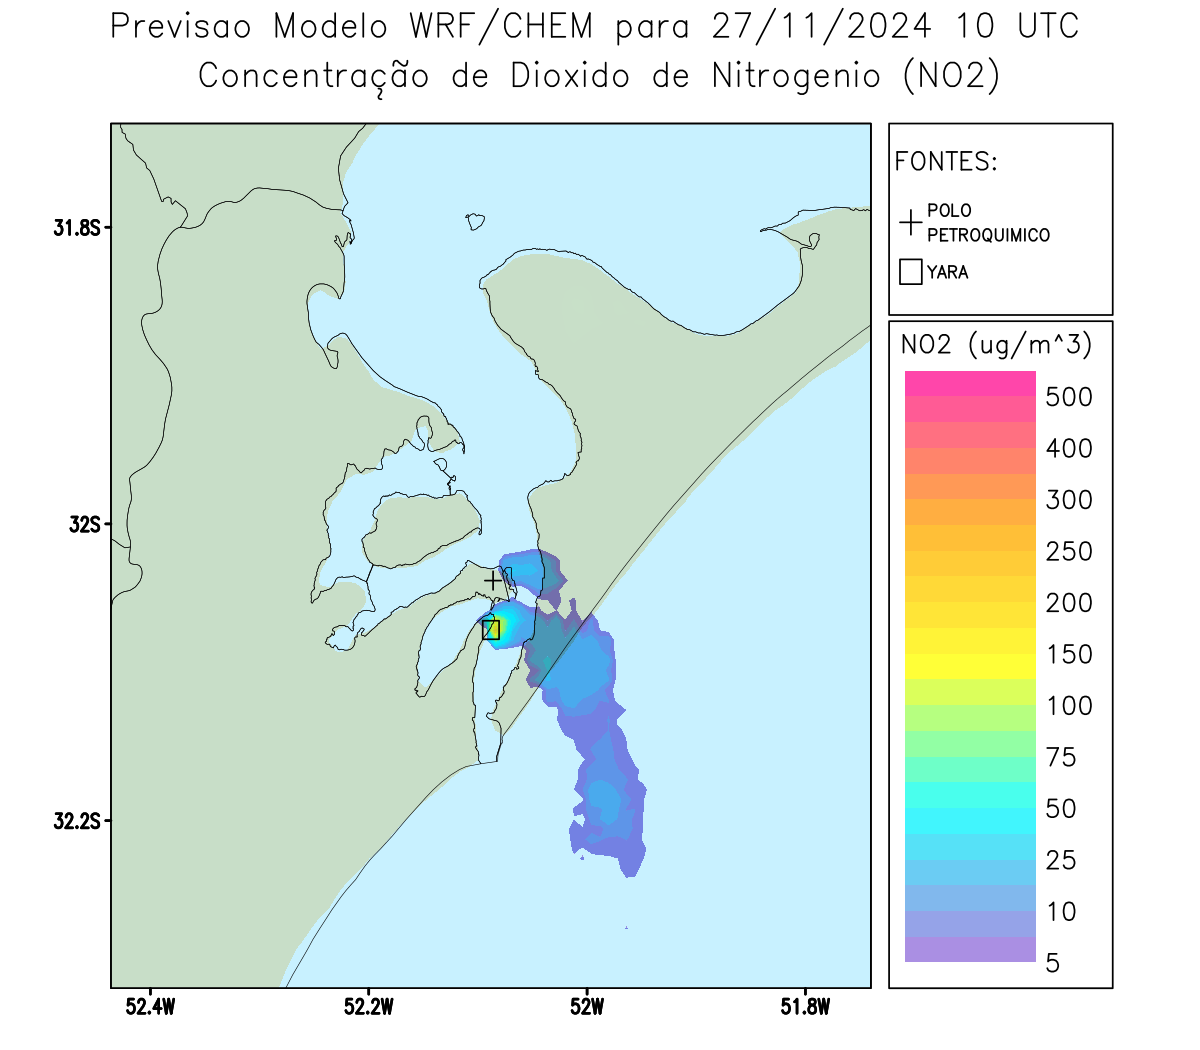 Previsao Modelo WRF/CHEM para 27/11/2024 10 UTC
Concentração de Dioxido de Nitrogenio (NO2)
FONTES:
POLO
PETROQUIMICO
YARA
NO2 (ug/m^3)
500
400
300
250
200
150
100
75
50
25
10
5
31.8S
32S
32.2S
52.4W
52.2W
52W
51.8W